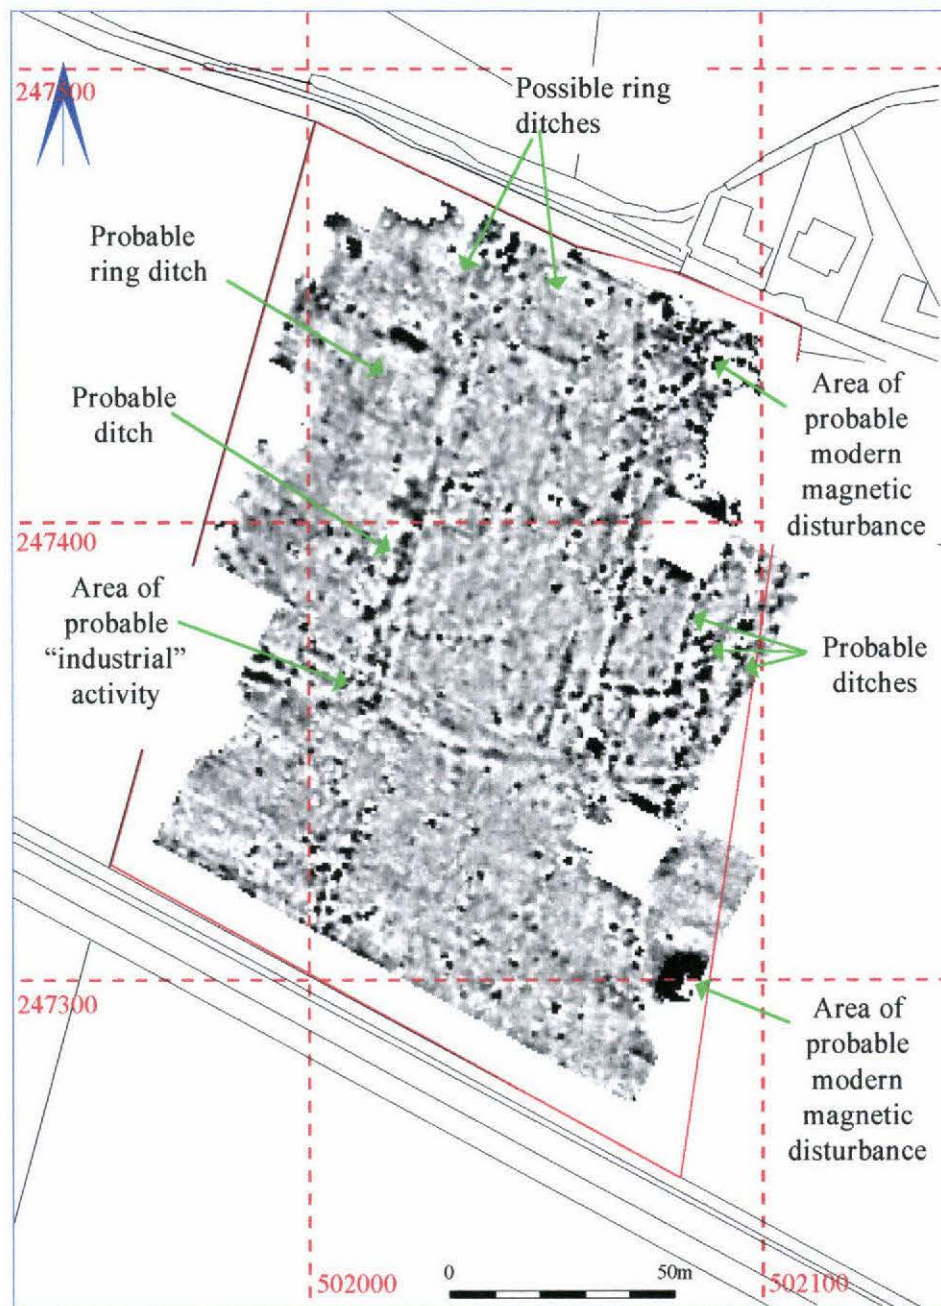 247500
Possible ring
ditches
Probable
ring ditch
Probable
ditch
Area of
probable
modern
magnetic
disturbance
247400
Area of
probable
“industrial”
activity
Probable
ditches
247300
Area of
probable
modern
magnetic
disturbance
502000
0
50m
502100